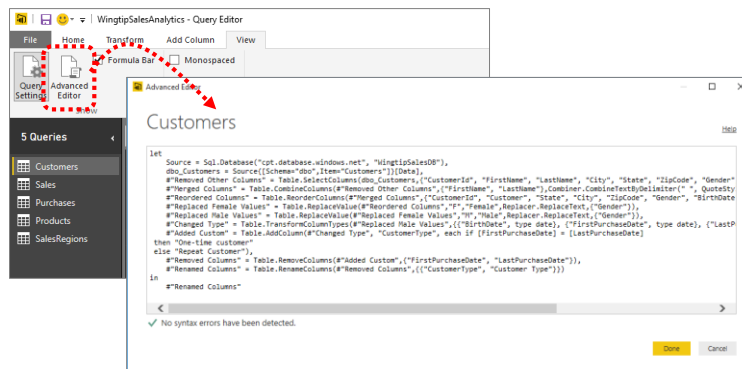 WingtipSalesAnalytics - Query Editor
File Home Transform Add Column View
Query Settings
Advanced Editor
Formula Bar
Monospaced
Show
5 Queries
Customers
Sales
Purchases
Products
SalesRegions
Advanced Editor
Customers
Help
let
    Source = Sql.Database("cpt.database.windows.net", "WingtipSalesDB"),
    dbo_Customers = Source{[Schema="dbo",Item="Customers"]}[Data],
    #"Removed Other Columns" = Table.SelectColumns(dbo_Customers,{"CustomerId", "FirstName", "LastName", "City", "State", "ZipCode", "Gender"
    #"Merged Columns" = Table.CombineColumns(#"Removed Other Columns",{"FirstName", "LastName"},Combiner.CombineTextByDelimiter(" ", QuoteSty
    #"Reordered Columns" = Table.ReorderColumns(#"Merged Columns",{"CustomerId", "Customer", "State", "City", "ZipCode", "Gender", "BirthDate
    #"Replaced Female Values" = Table.ReplaceValue(#"Reordered Columns","F","Female",Replacer.ReplaceText,{"Gender"}),
    #"Replaced Male Values" = Table.ReplaceValue(#"Replaced Female Values","M","Male",Replacer.ReplaceText,{"Gender"}),
    #"Changed Type" = Table.TransformColumnTypes(#"Replaced Male Values",{{"BirthDate", type date}, {"FirstPurchaseDate", type date}, {"LastP
    #"Added Custom" = Table.AddColumn(#"Changed Type", "CustomerType", each if [FirstPurchaseDate] = [LastPurchaseDate]
 then "One-time customer"
 else "Repeat Customer"),
    #"Removed Columns" = Table.RemoveColumns(#"Added Custom",{"FirstPurchaseDate", "LastPurchaseDate"}),
    #"Renamed Columns" = Table.RenameColumns(#"Removed Columns",{{"CustomerType", "Customer Type"}})
in
    #"Renamed Columns"
No syntax errors have been detected.
Done Cancel